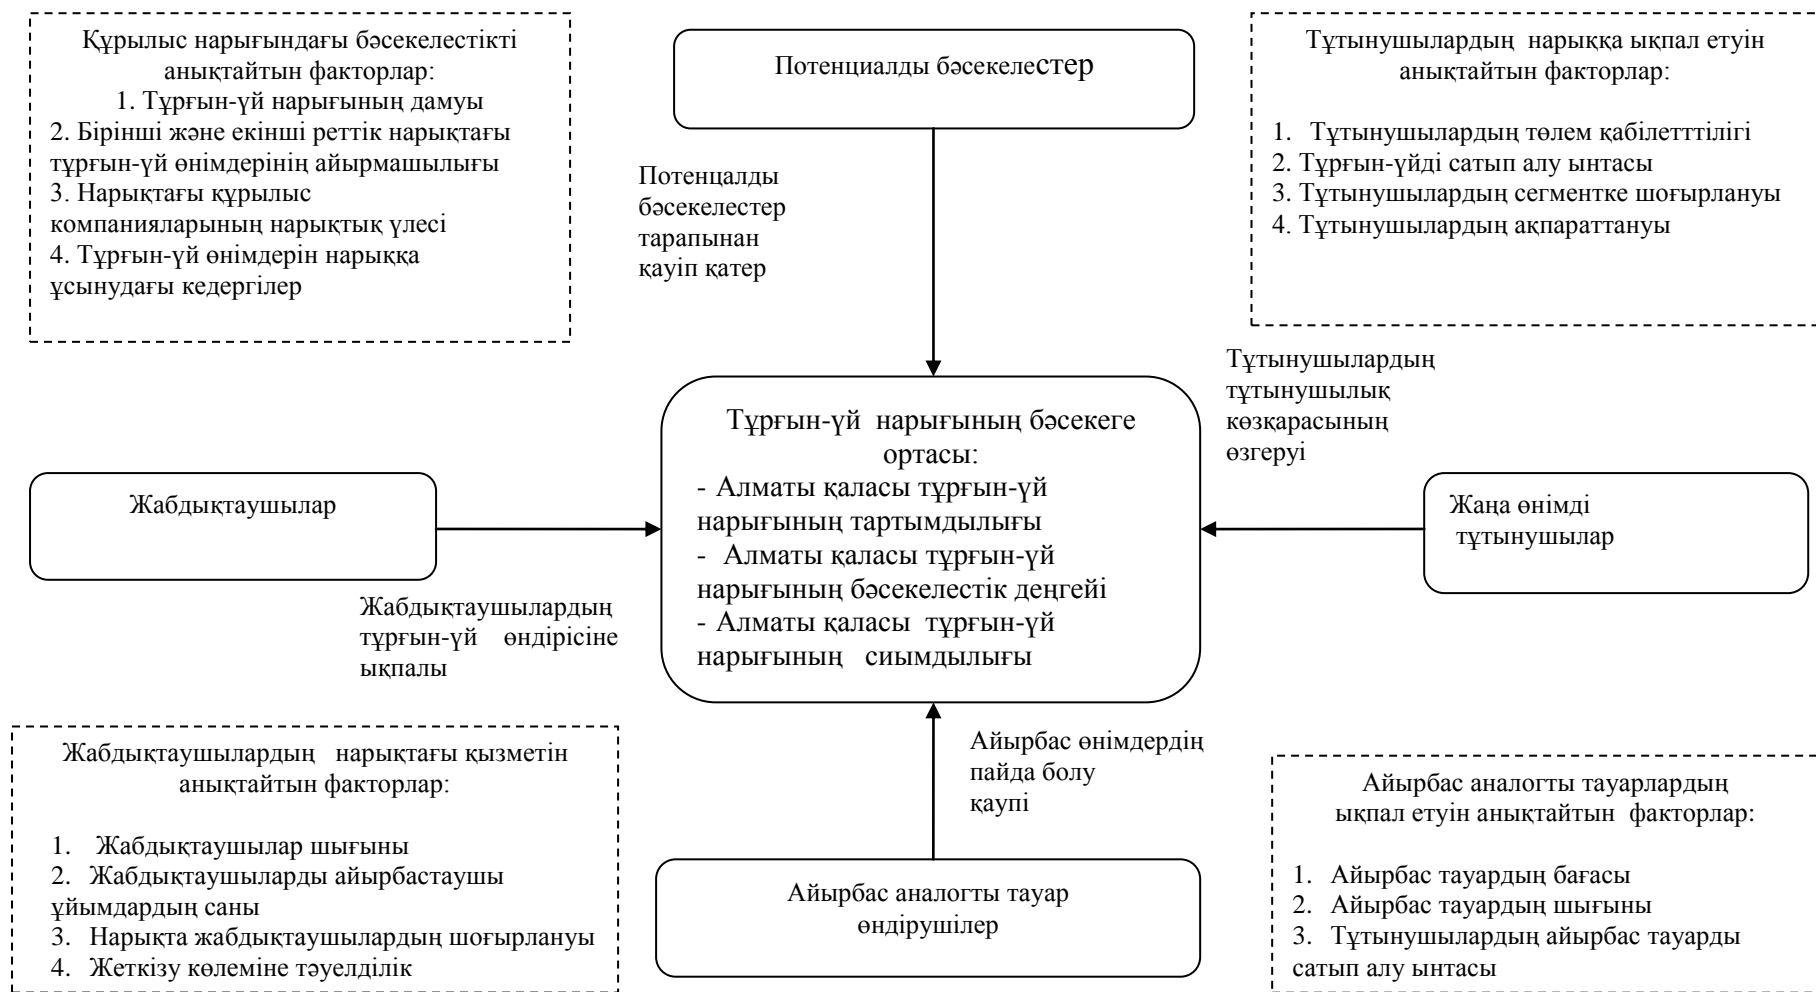 Құрылыс нарығындағы бәсекелестікті
анықтайтын факторлар:
1. Тұрғын-үй нарығының дамуы
2. Бірінші және екінші реттік нарықтағы
тұрғын-үй өнімдерінің айырмашылығы
3. Нарықтағы құрылыс
компанияларының нарықтық үлесі
4. Тұрғын-үй өнімдерін нарыққа
ұсынудағы кедергілер
Потенциалды бәсекелестер
Тұтынушылардың нарыққа ықпал етуін
анықтайтын факторлар:
1. Тұтынушылардың төлем қабілетттілігі
2. Тұрғын-үйді сатып алу ынтасы
3. Тұтынушылардың сегментке шоғырлануы
4. Тұтынушылардың ақпараттануы
Потенцалды
бәсекелестер
тарапынан
қауіп қатер
Тұтынушылардың
тұтынушылық
көзқарасының
өзгеруі
Жабдықтаушылар
Тұрғын-үй нарығының бәсекеге
ортасы:
- Алматы қаласы тұрғын-үй
нарығының тартымдылығы
- Алматы қаласы тұрғын-үй
нарығының бәсекелестік деңгейі
- Алматы қаласы тұрғын-үй
нарығының сиымдылығы
Жаңа өнімді
тұтынушылар
Жабдықтаушылардың
тұрғын-үй өндірісіне
ықпалы
Жабдықтаушылардың нарықтағы қызметін
анықтайтын факторлар:
1. Жабдықтаушылар шығыны
2. Жабдықтаушыларды айырбастаушы
ұйымдардың саны
3. Нарықта жабдықтаушылардың шоғырлануы
4. Жеткізу көлеміне тәуелділік
Айырбас өнімдердің
пайда болу
қаупі
Айырбас аналогты тауар
өндірушілер
Айырбас аналогты тауарлардың
ықпал етуін анықтайтын факторлар:
1. Айырбас тауардың бағасы
2. Айырбас тауардың шығыны
3. Тұтынушылардың айырбас тауарды
сатып алу ынтасы